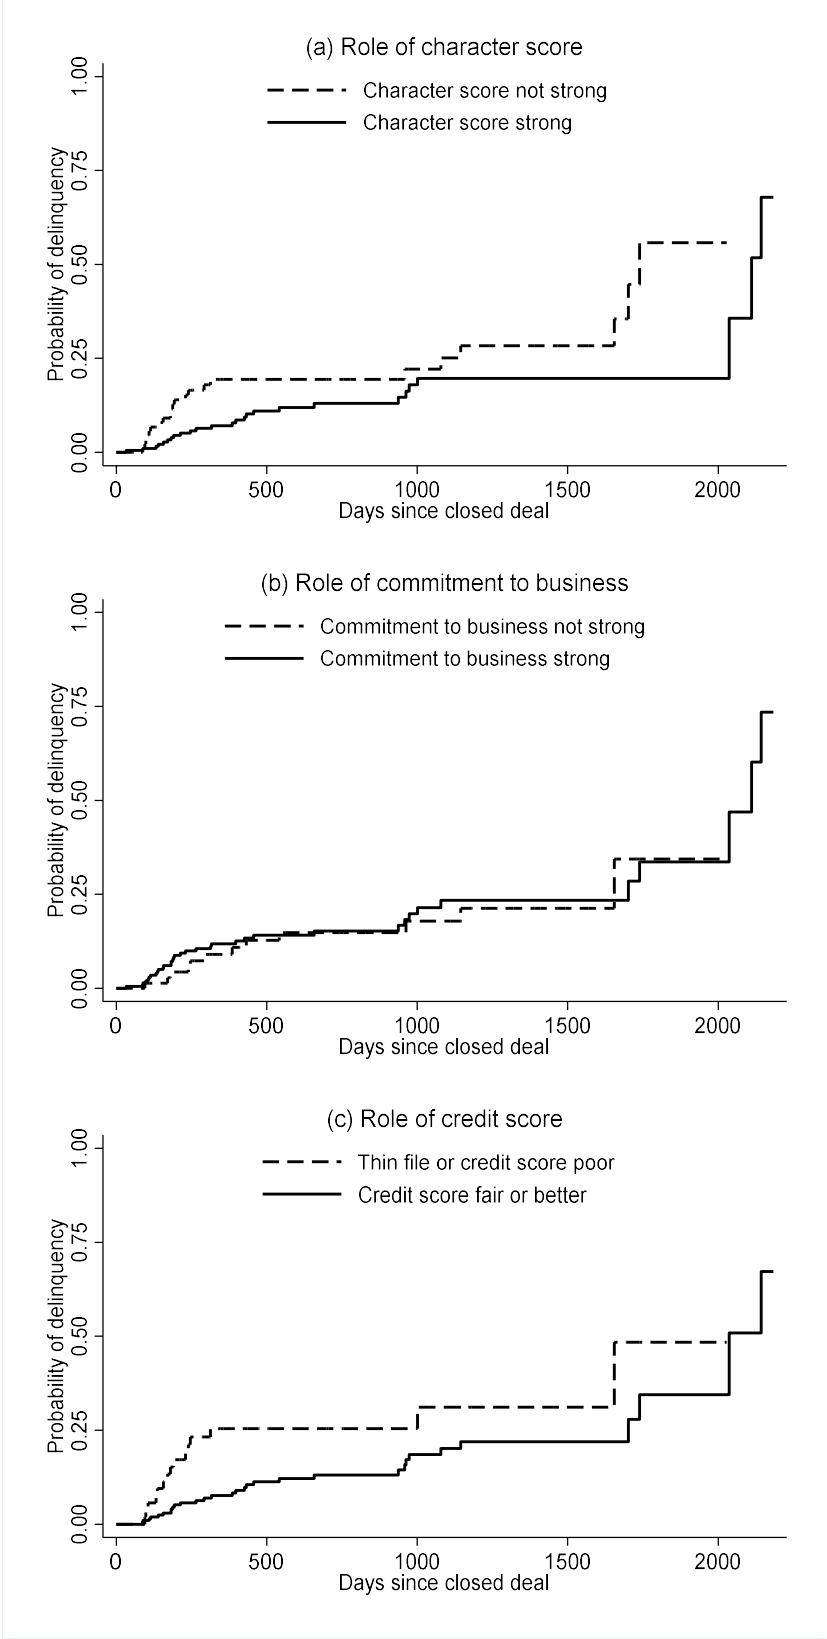 (a) Role of character score
Character score not strong
Character score strong
Probability of delinquency
1.00
0.75
0.50
0.25
0.00
0 500 1000 1500 2000
Days since closed deal
(b) Role of commitment to business
Commitment to business not strong
Commitment to business strong
Probability of delinquency
1.00
0.75
0.50
0.25
0.00
0 500 1000 1500 2000
Days since closed deal
(c) Role of credit score
Thin file or credit score poor
Credit score fair or better
Probability of delinquency
1.00
0.75
0.50
0.25
0.00
0 500 1000 1500 2000
Days since closed deal